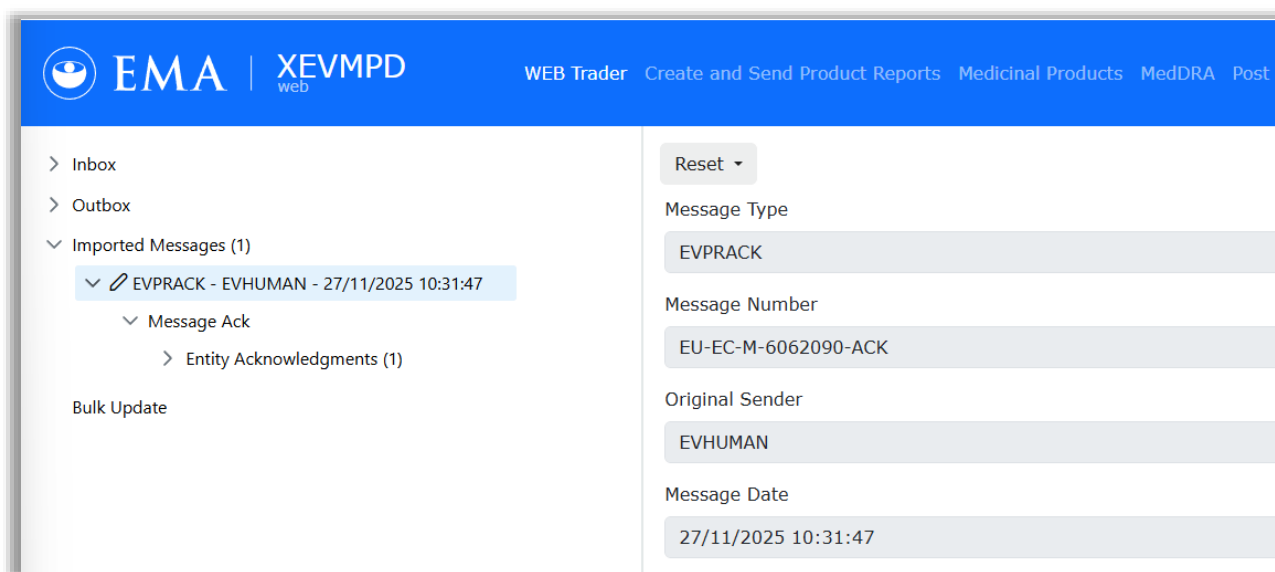 EMA | XEVMPD
web
WEB Trader Create and Send Product Reports Medicinal Products MedDRA Post
Inbox
Outbox
Imported Messages (1)
EVPRACK - EVHUMAN - 27/11/2025 10:31:47
Message Ack
Entity Acknowledgments (1)
Bulk Update
Reset
Message Type
EVPRACK
Message Number
EU-EC-M-6062090-ACK
Original Sender
EVHUMAN
Message Date
27/11/2025 10:31:47